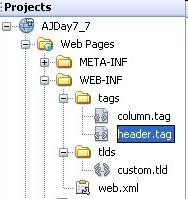 Projects
AJDay7_7
Web Pages
META-INF
WEB-INF
tags
column.tag
header.tag
tlds
custom.tld
web.xml